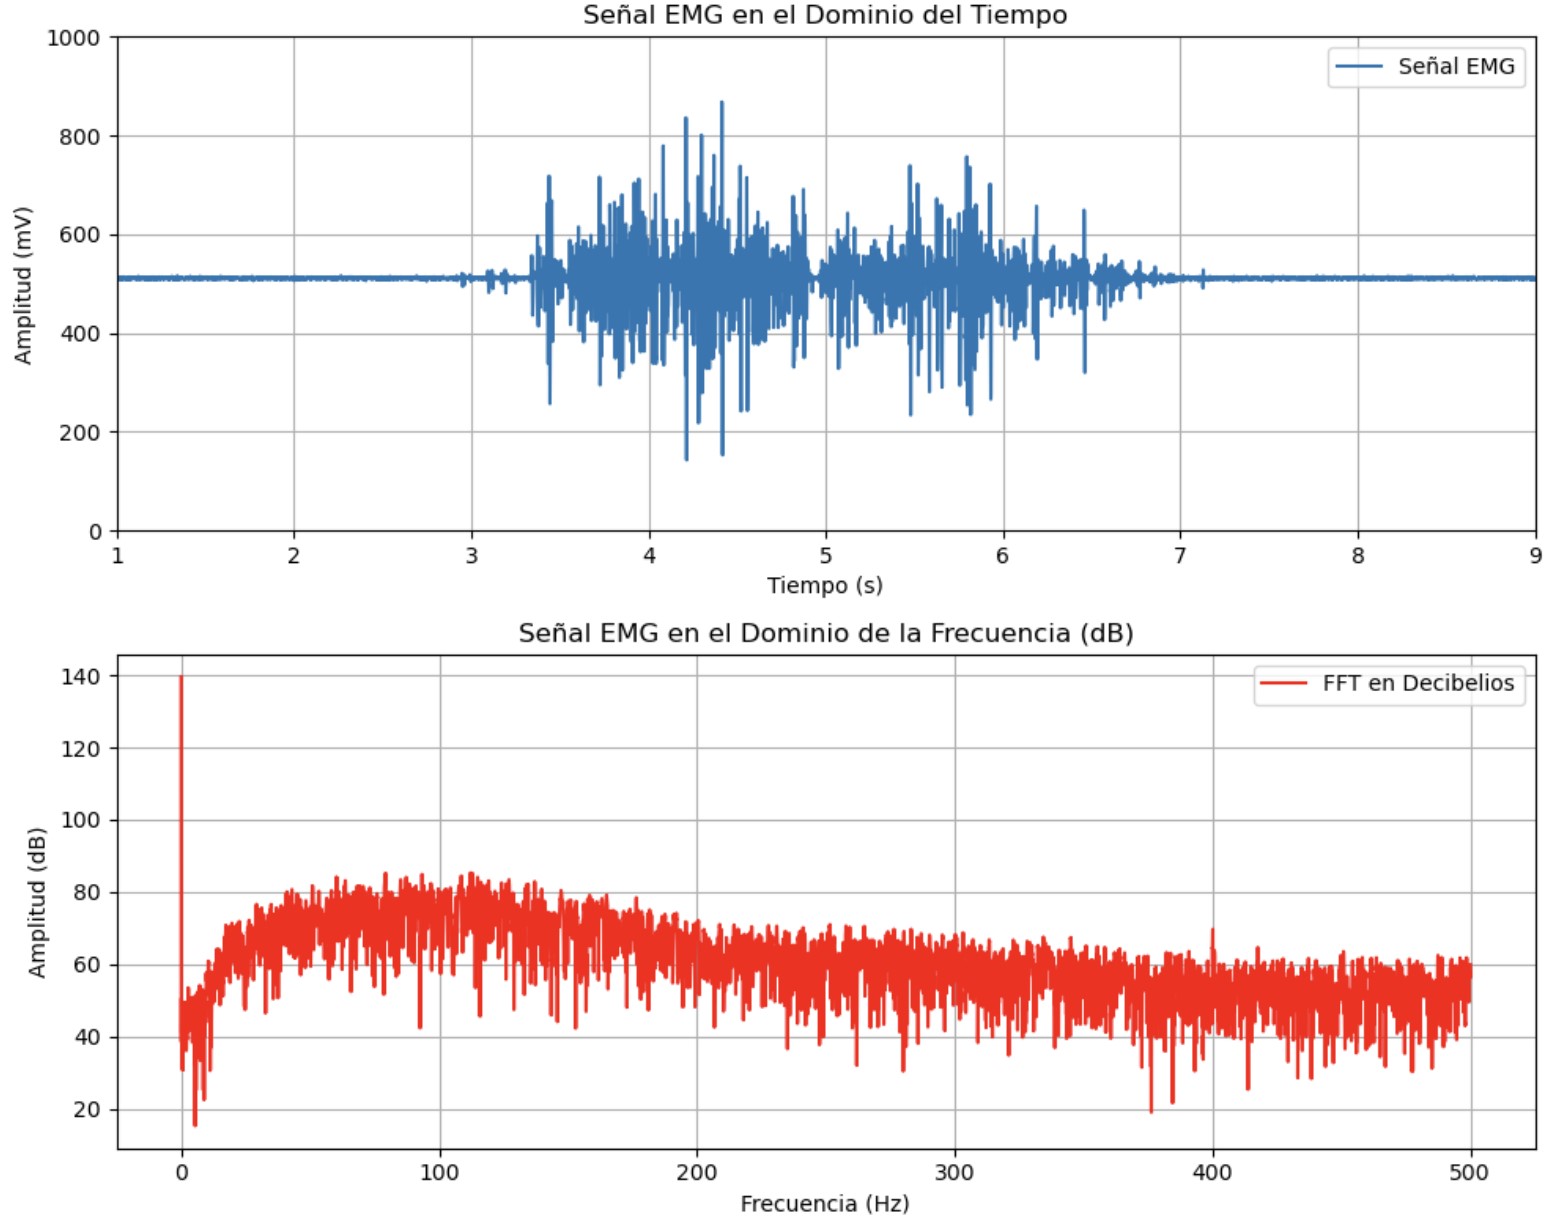 Señal EMG en el Dominio del Tiempo
Señal EMG
Amplitud (mV)
1000
800
600
400
200
0
1 2 3 4 5 6 7 8 9
Tiempo (s)
Señal EMG en el Dominio de la Frecuencia (dB)
FFT en Decibelios
Amplitud (dB)
140
120
100
80
60
40
20
0 100 200 300 400 500
Frecuencia (Hz)